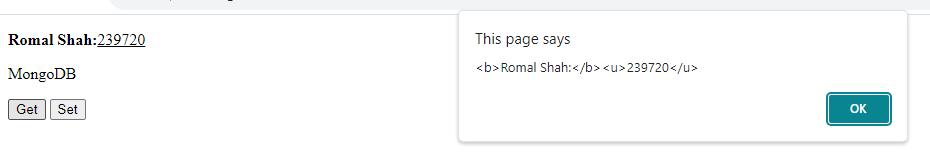 Romal Shah:239720
MongoDB
Get Set
This page says
<b>Romal Shah:</b><u>239720</u>
OK